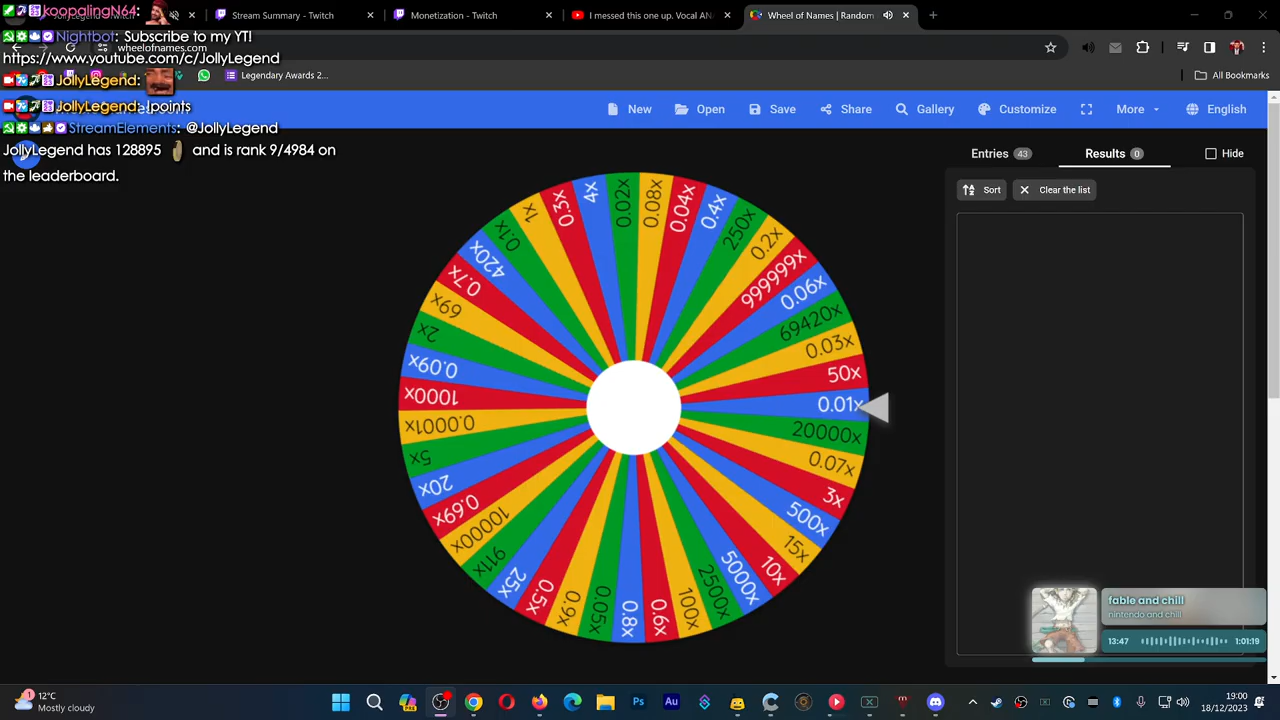 koopalingN64:
Nightbot: Subscribe to my YT!
https://www.youtube.com/c/JollyLegend
JollyLegend:
JollyLegend: !points
StreamElements: @JollyLegend
JollyLegend has 128895 and is rank 9/4984 on
the leaderboard.
Stream Summary - Twitch
Monetization - Twitch
I messed this one up. Vocal AN
Wheel of Names | Random
wheelofnames.com
Legendary Awards 2...
All Bookmarks
New
Open
Save
Share
Gallery
Customize
More
English
Entries 43
Results 0
Hide
Sort
Clear the list
0.01x
20000x
0.07x
3x
500x
15x
10x
5000x
2500x
100x
0.6x
0.8x
0.05x
0.9x
0.5x
25x
911x
10000x
0.69x
20x
5x
0.0001x
1000x
0.09x
2x
69x
0.7x
420x
0.1x
1x
0.3x
4x
0.02x
0.08x
0.04x
0.4x
250x
0.2x
999999x
0.06x
69420x
0.03x
50x
fable and chill
nintendo and chill
13:47
1:01:19
12°C
Mostly cloudy
1
Ps
Au
19:00
18/12/2023